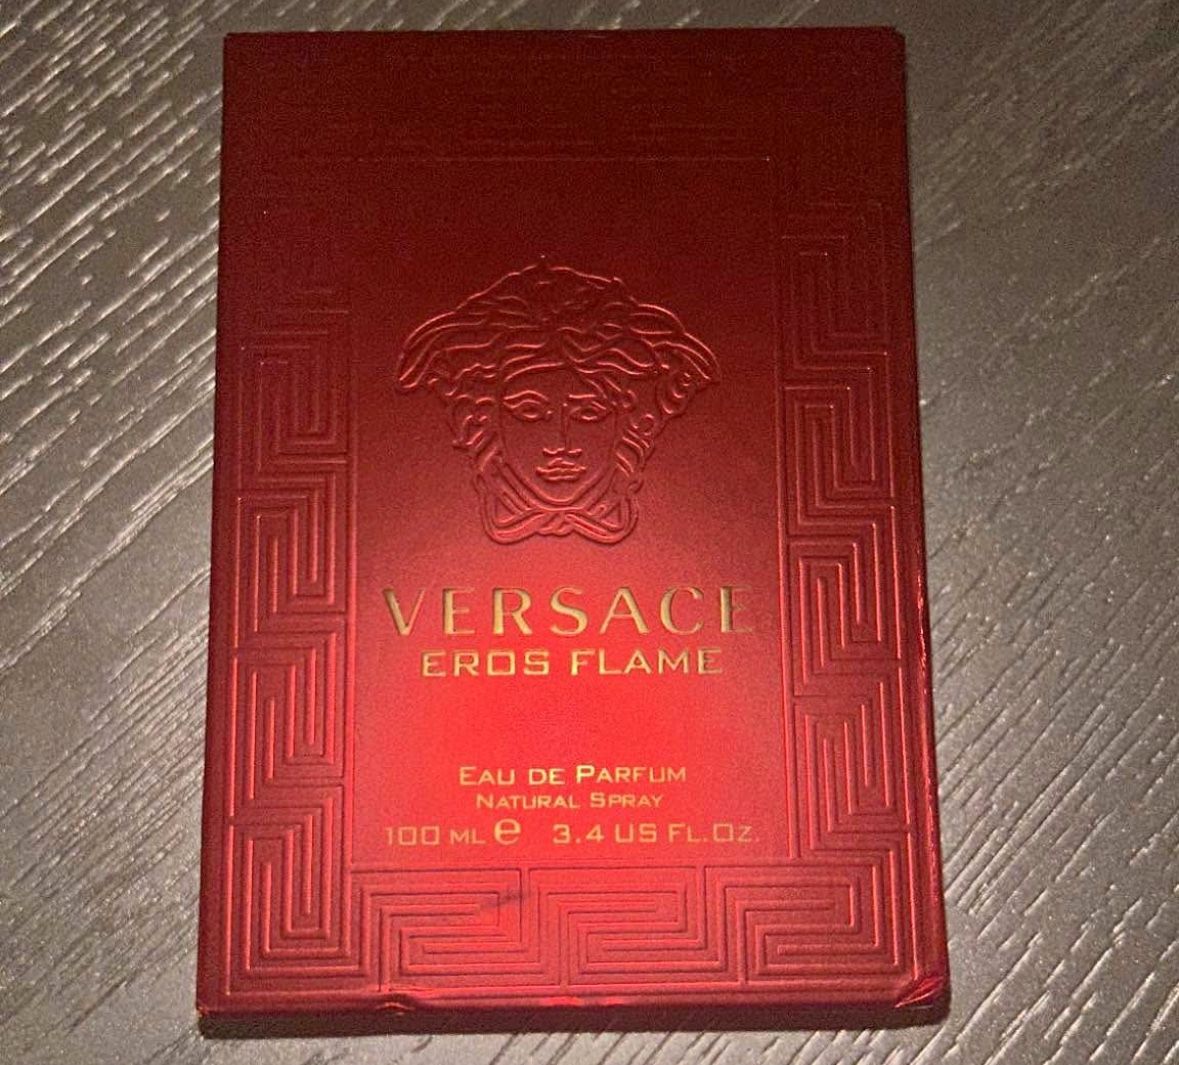 VERSACE
EROS FLAME
EAU DE PARFUM
NATURAL SPRAY
100 ML ℮ 3.4 US FL.OZ.